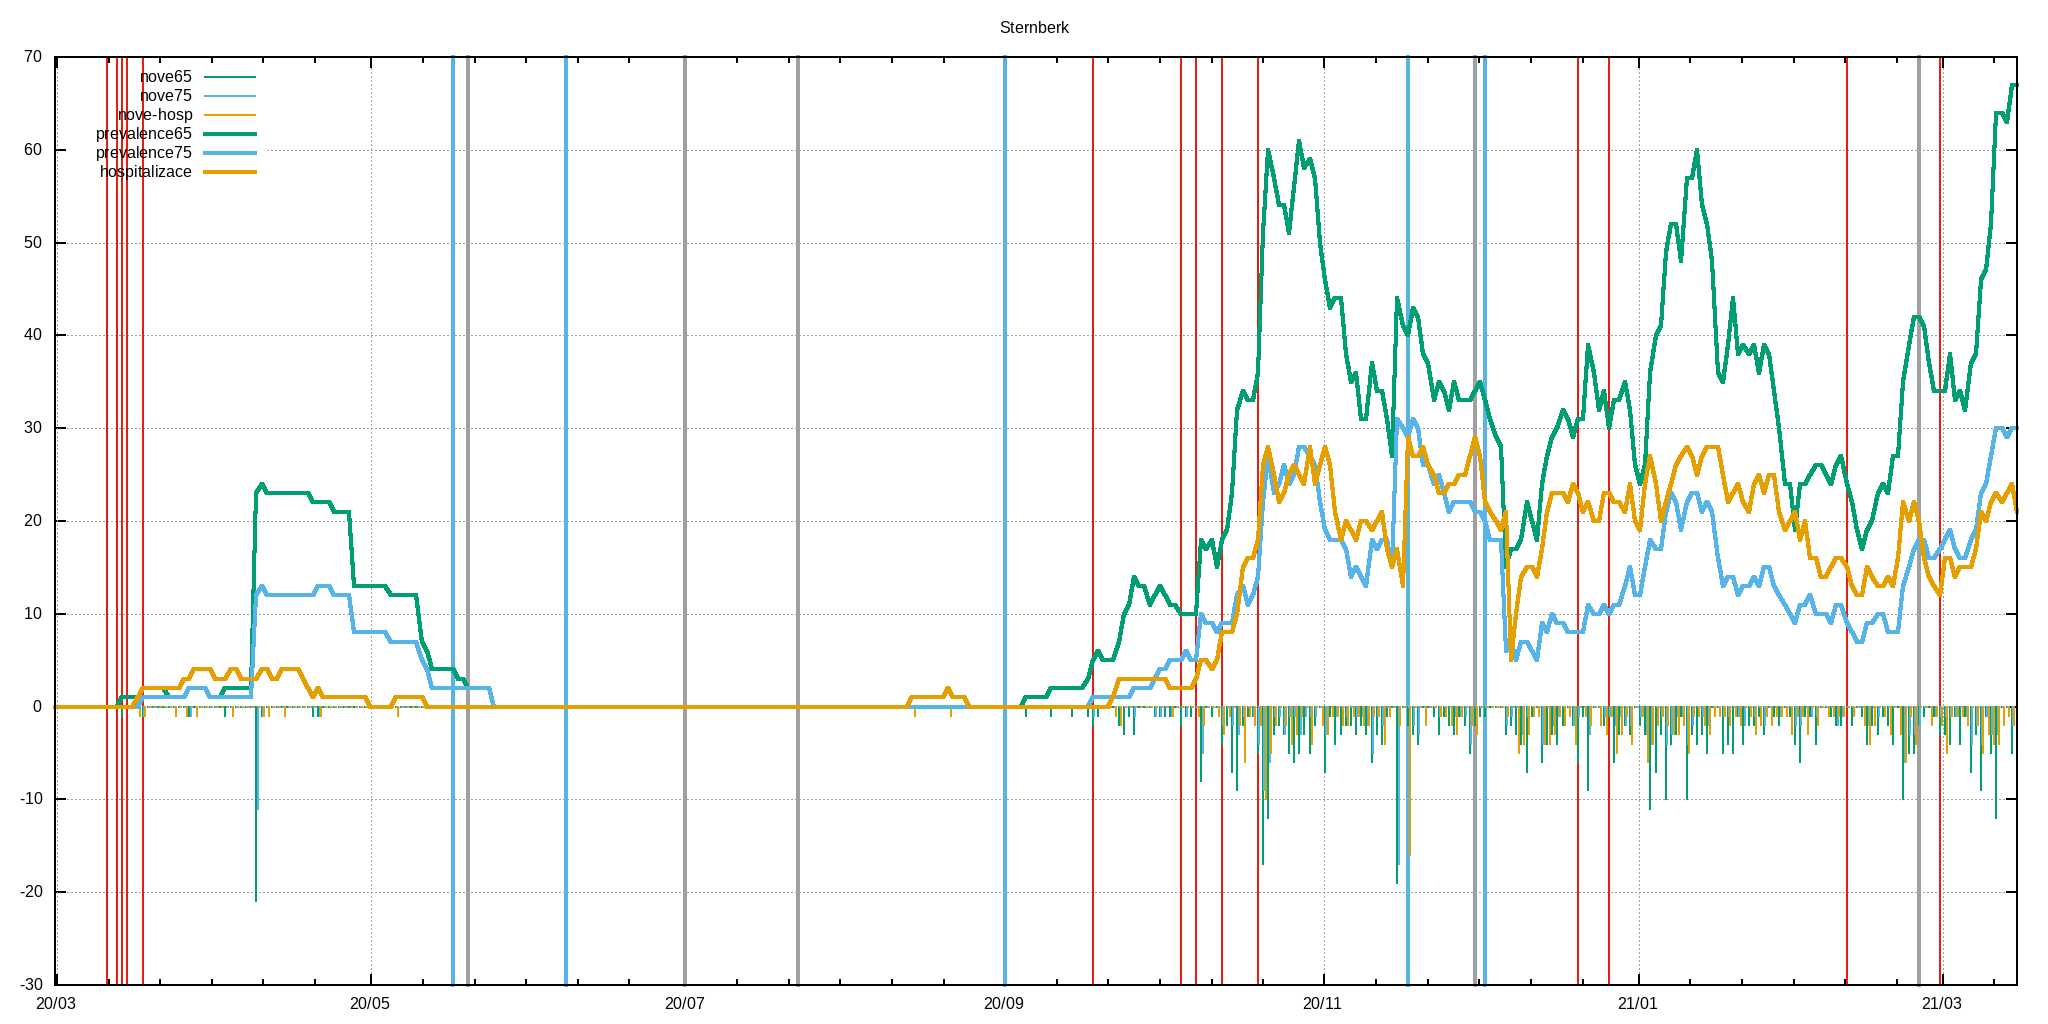 Sternberk
70
60
50
40
30
20
10
0
-10
-20
-30
nove65
nove75
nove-hosp
prevalence65
prevalence75
hospitalizace
20/03 20/05 20/07 20/09 20/11 21/01 21/03